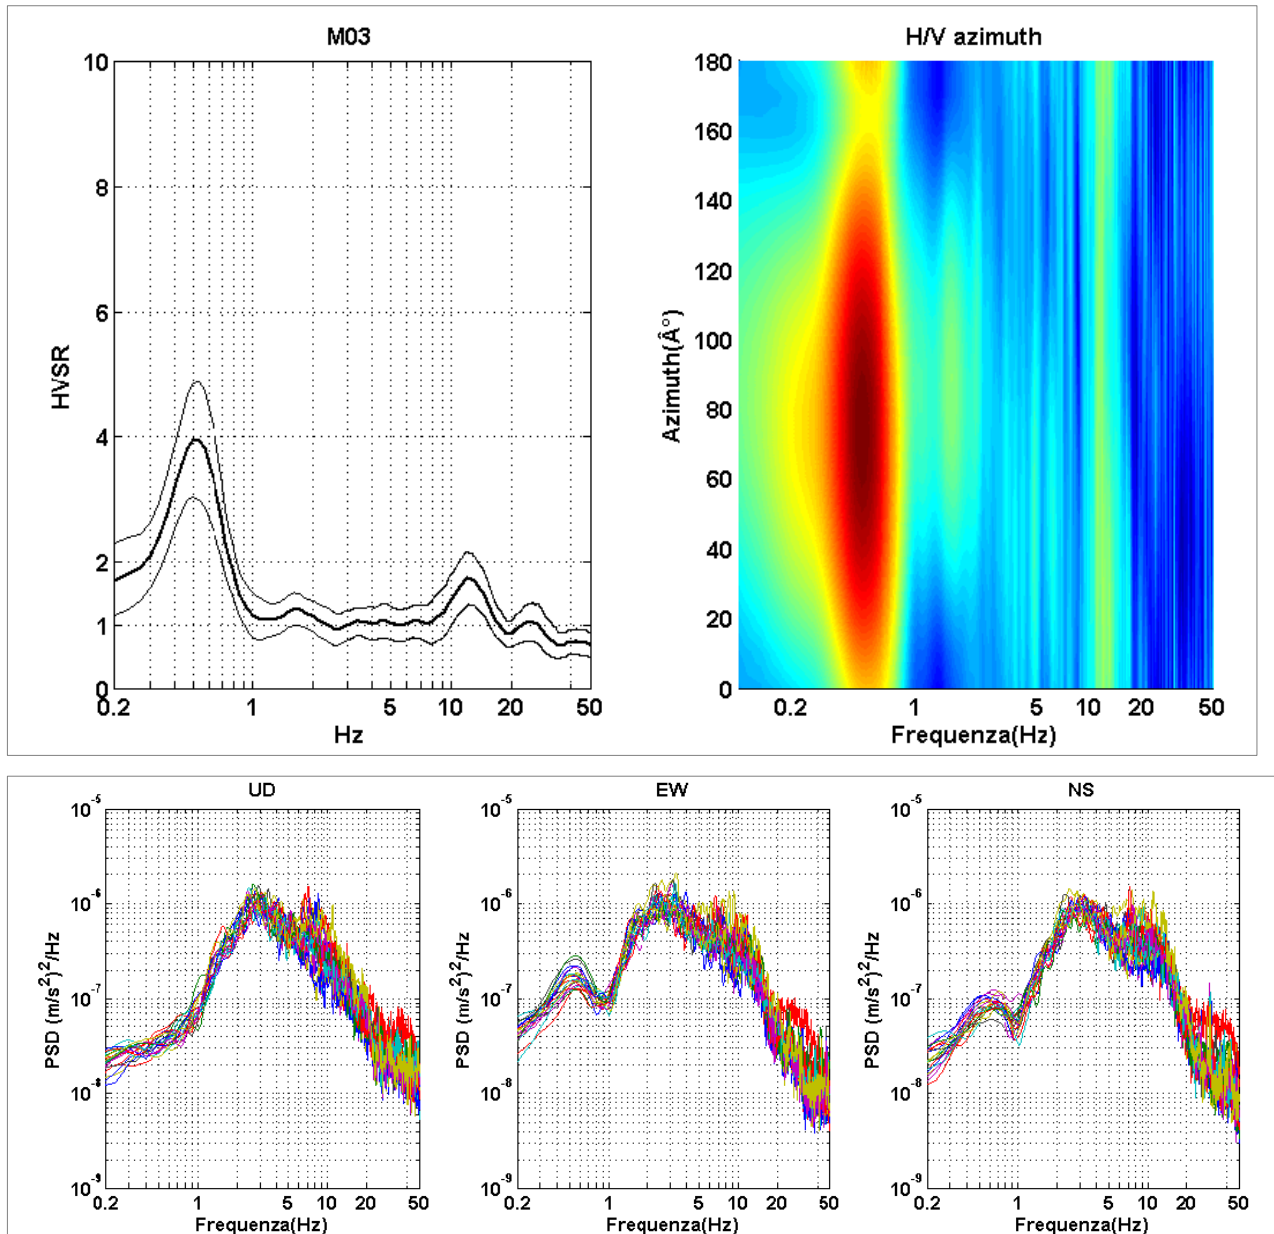 M03
10
8
6
4
2
1
0
HVSR
0.2 1 5 10 20 50
Hz
H/V azimuth
180
160
140
120
100
80
60
40
20
0
Azimuth(Â°)
0.2 1 5 10 20 50
Frequenza(Hz)
UD
10^-5
10^-6
10^-7
10^-8
10^-9
PSD (m/s²)²/Hz
0.2 1 5 10 20 50
Frequenza(Hz)
EW
10^-5
10^-6
10^-7
10^-8
10^-9
PSD (m/s²)²/Hz
0.2 1 5 10 20 50
Frequenza(Hz)
NS
10^-5
10^-6
10^-7
10^-8
10^-9
PSD (m/s²)²/Hz
0.2 1 5 10 20 50
Frequenza(Hz)